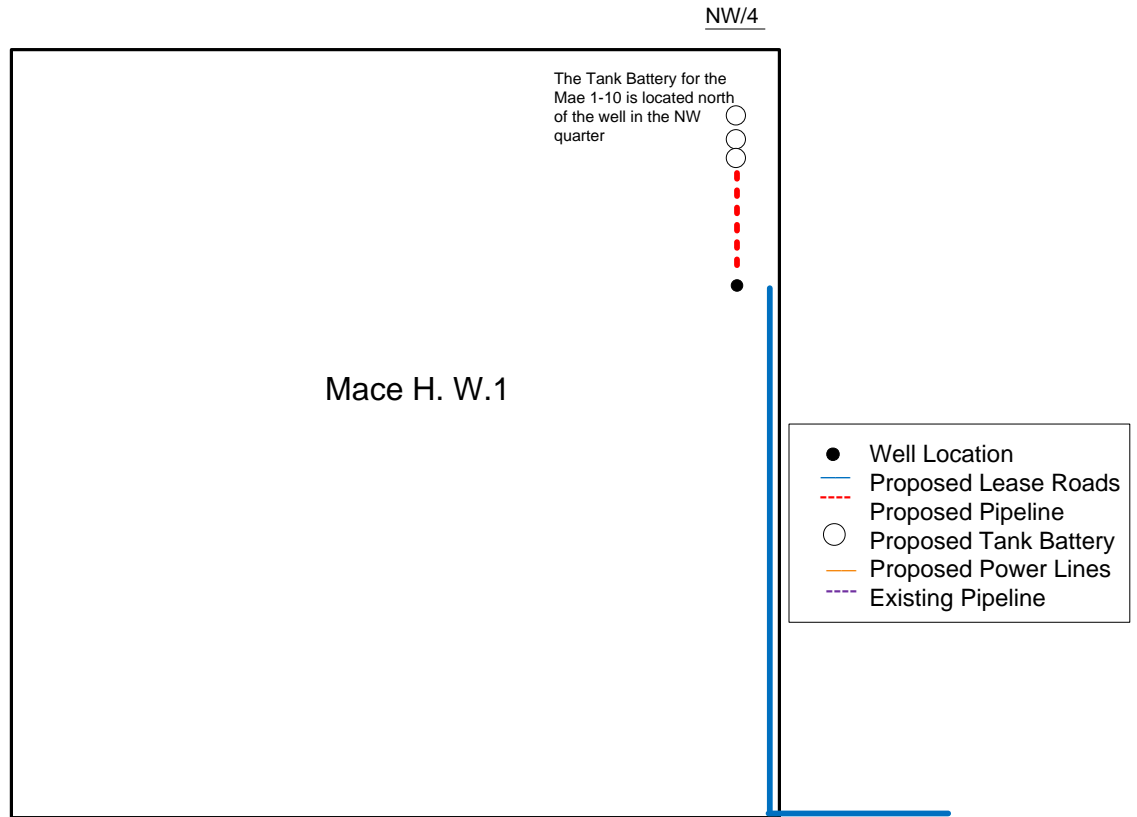 NW/4
The Tank Battery for the
Mae 1-10 is located north
of the well in the NW
quarter
Mace H. W.1
Well Location
Proposed Lease Roads
Proposed Pipeline
Proposed Tank Battery
Proposed Power Lines
Existing Pipeline